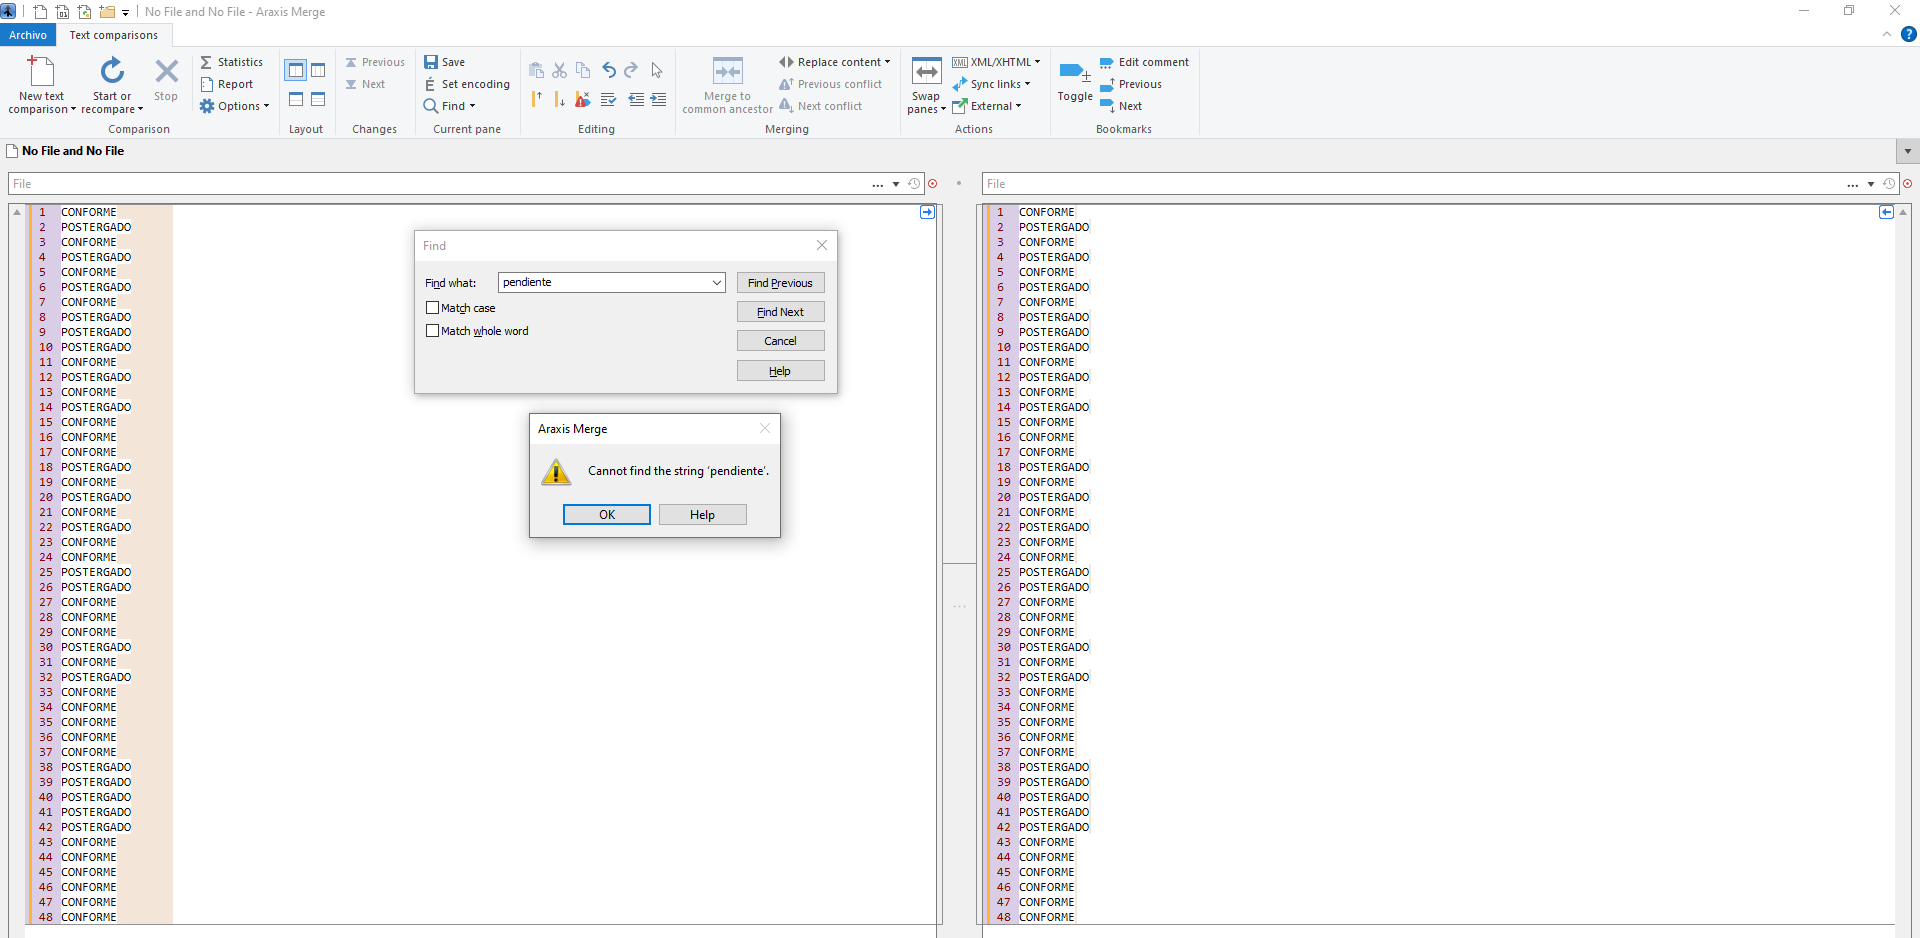 No File and No File - Araxis Merge
Archivo
Text comparisons
New text comparison
Start or recompare
Stop
Statistics
Report
Options
Comparison
Layout
Previous
Next
Changes
Save
Set encoding
Find
Current pane
Editing
Merge to common ancestor
Replace content
Previous conflict
Next conflict
Merging
Swap panes
XML/XHTML
Sync links
External
Actions
Toggle
Edit comment
Previous
Next
Bookmarks
No File and No File
File
File
1 CONFORME
2 POSTERGADO
3 CONFORME
4 POSTERGADO
5 CONFORME
6 POSTERGADO
7 CONFORME
8 POSTERGADO
9 POSTERGADO
10 POSTERGADO
11 CONFORME
12 POSTERGADO
13 CONFORME
14 POSTERGADO
15 CONFORME
16 CONFORME
17 CONFORME
18 POSTERGADO
19 CONFORME
20 POSTERGADO
21 CONFORME
22 POSTERGADO
23 CONFORME
24 CONFORME
25 POSTERGADO
26 POSTERGADO
27 CONFORME
28 CONFORME
29 CONFORME
30 POSTERGADO
31 CONFORME
32 POSTERGADO
33 CONFORME
34 CONFORME
35 CONFORME
36 CONFORME
37 CONFORME
38 POSTERGADO
39 POSTERGADO
40 POSTERGADO
41 POSTERGADO
42 POSTERGADO
43 CONFORME
44 CONFORME
45 CONFORME
46 CONFORME
47 CONFORME
48 CONFORME
Find
Find what: pendiente
Match case
Match whole word
Find Previous
Find Next
Cancel
Help
Araxis Merge
Cannot find the string 'pendiente'.
OK
Help
1 CONFORME
2 POSTERGADO
3 CONFORME
4 POSTERGADO
5 CONFORME
6 POSTERGADO
7 CONFORME
8 POSTERGADO
9 POSTERGADO
10 POSTERGADO
11 CONFORME
12 POSTERGADO
13 CONFORME
14 POSTERGADO
15 CONFORME
16 CONFORME
17 CONFORME
18 POSTERGADO
19 CONFORME
20 POSTERGADO
21 CONFORME
22 POSTERGADO
23 CONFORME
24 CONFORME
25 POSTERGADO
26 POSTERGADO
27 CONFORME
28 CONFORME
29 CONFORME
30 POSTERGADO
31 CONFORME
32 POSTERGADO
33 CONFORME
34 CONFORME
35 CONFORME
36 CONFORME
37 CONFORME
38 POSTERGADO
39 POSTERGADO
40 POSTERGADO
41 POSTERGADO
42 POSTERGADO
43 CONFORME
44 CONFORME
45 CONFORME
46 CONFORME
47 CONFORME
48 CONFORME